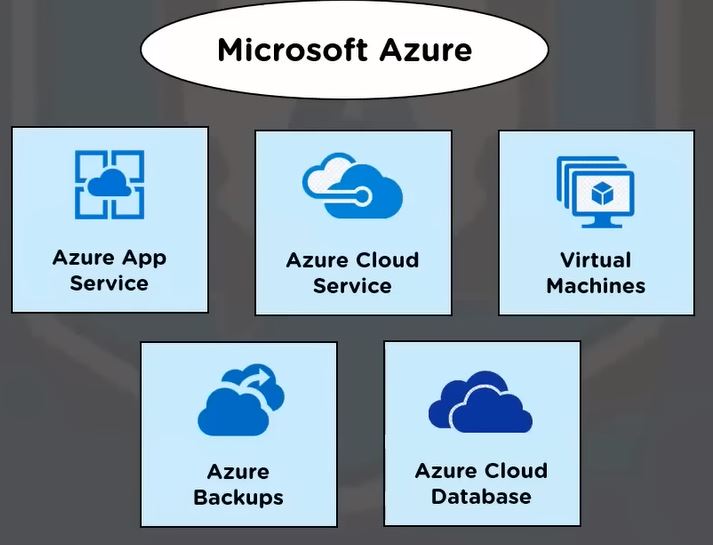 Microsoft Azure
Azure App
Service
Azure Cloud
Service
Virtual
Machines
Azure
Backups
Azure Cloud
Database